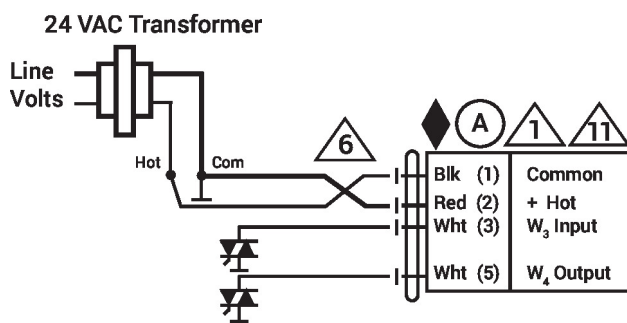 24 VAC Transformer
Line
Volts
Hot
Com
6
A
1
11
Blk (1) Common
Red (2) + Hot
Wht (3) W₃ Input
Wht (5) W₄ Output